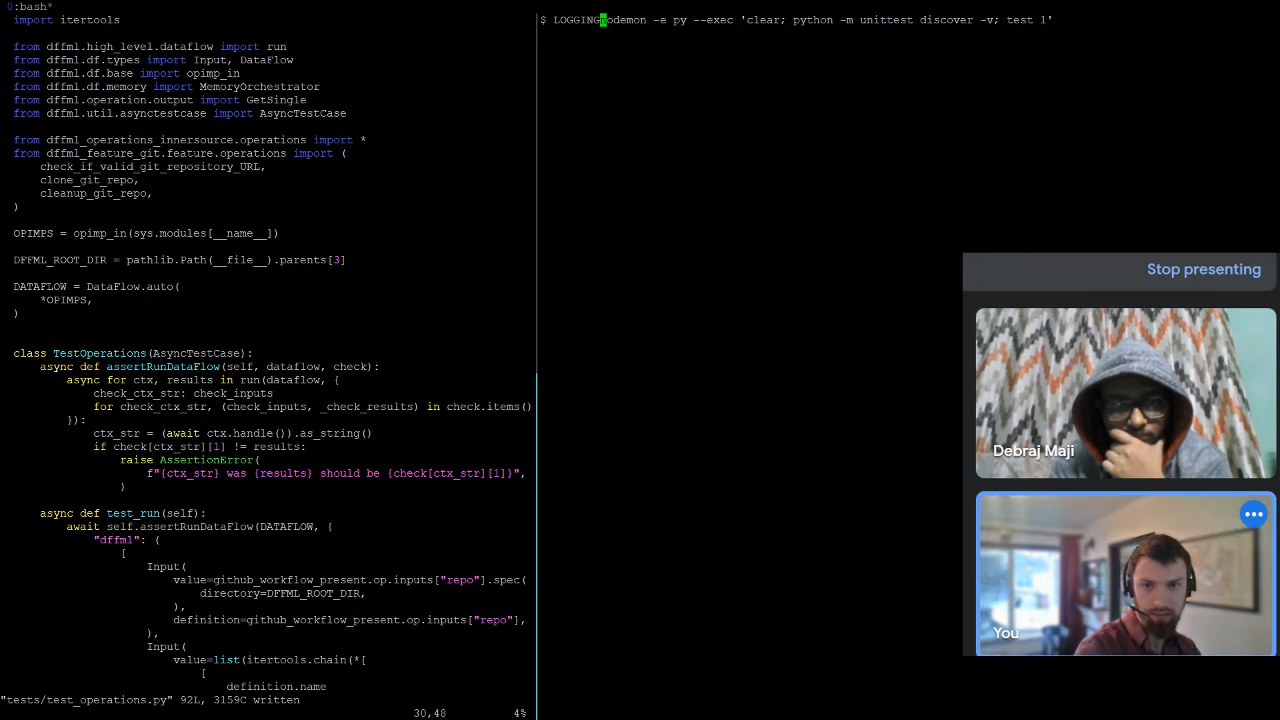 0:bash*
import itertools
from dffml.high_level.dataflow import run
from dffml.df.types import Input, DataFlow
from dffml.df.base import opimp_in
from dffml.df.memory import MemoryOrchestrator
from dffml.operation.output import GetSingle
from dffml.util.asynctestcase import AsyncTestCase
from dffml_operations_innersource.operations import *
from dffml_feature_git.feature.operations import (
check_if_valid_git_repository_URL,
clone_git_repo,
cleanup_git_repo,
)
OPIMPS = opimp_in(sys.modules[__name__])
DFFML_ROOT_DIR = pathlib.Path(__file__).parents[3]
DATAFLOW = DataFlow.auto(
*OPIMPS,
)
class TestOperations(AsyncTestCase):
async def assertRunDataFlow(self, dataflow, check):
async for ctx, results in run(dataflow, {
check_ctx_str: check_inputs
for check_ctx_str, (check_inputs, _check_results) in check.items()
}):
ctx_str = (await ctx.handle()).as_string()
if check[ctx_str][1] != results:
raise AssertionError(
f"{ctx_str} was {results} should be {check[ctx_str][1]}",
)
async def test_run(self):
await self.assertRunDataFlow(DATAFLOW, {
"dffml": (
[
Input(
value=github_workflow_present.op.inputs["repo"].spec(
directory=DFFML_ROOT_DIR,
),
definition=github_workflow_present.op.inputs["repo"],
),
Input(
value=list(itertools.chain(*[
[
definition.name
"tests/test_operations.py" 92L, 3159C written
30,48 4%
$ LOGGINGnodemon -e py --exec 'clear; python -m unittest discover -v; test 1'
Stop presenting
Debraj Maji
You